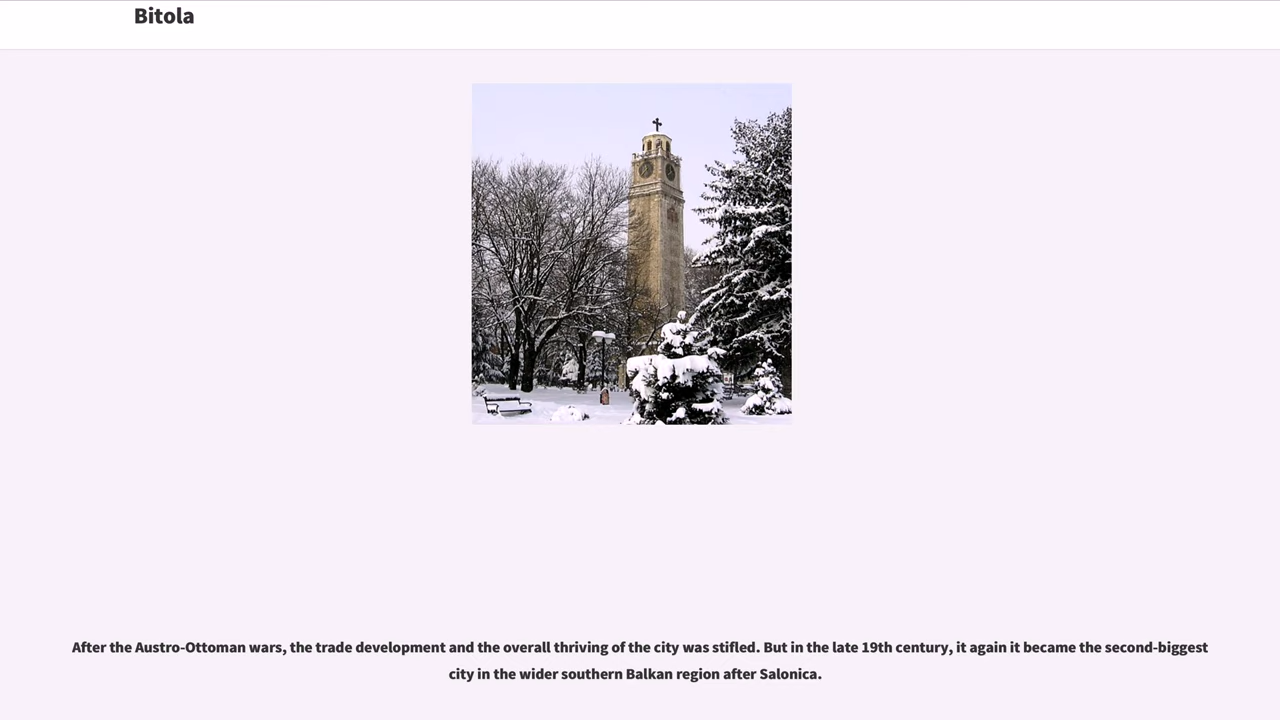 Bitola
After the Austro-Ottoman wars, the trade development and the overall thriving of the city was stifled. But in the late 19th century, it again it became the second-biggest
city in the wider southern Balkan region after Salonica.